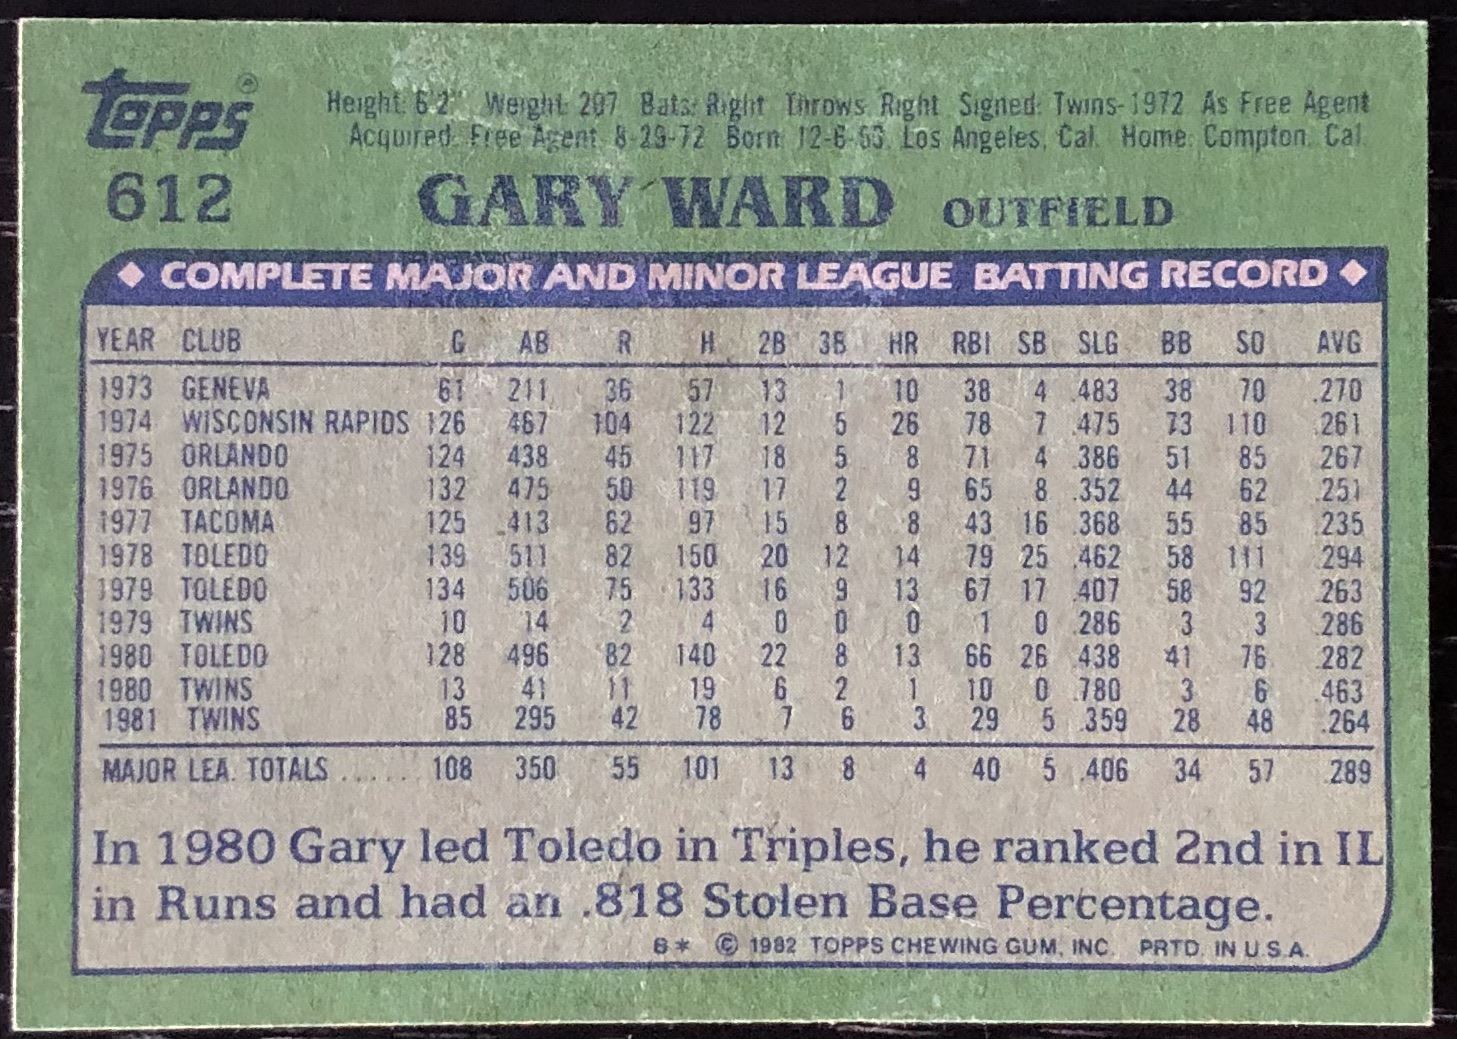 Topps ®
Height: 6'2" Weight: 207 Bats: Right Throws: Right Signed: Twins-1972 As Free Agent
Acquired: Free Agent 8-29-72 Born: 12-6-53, Los Angeles, Cal. Home: Compton, Cal.
612 GARY WARD OUTFIELD
COMPLETE MAJOR AND MINOR LEAGUE BATTING RECORD
YEAR CLUB G AB R H 2B 3B HR RBI SB SLG BB SO AVG
1973 GENEVA 61 211 36 57 13 1 10 38 4 .483 38 70 .270
1974 WISCONSIN RAPIDS 126 467 104 122 12 5 26 78 7 .475 73 110 .261
1975 ORLANDO 124 438 45 117 18 5 8 71 4 .386 51 85 .267
1976 ORLANDO 132 475 50 119 17 2 9 65 8 .352 44 62 .251
1977 TACOMA 125 413 62 97 15 8 8 43 16 .368 55 85 .235
1978 TOLEDO 139 511 82 150 20 12 14 79 25 .462 58 111 .294
1979 TOLEDO 134 506 75 133 16 9 13 67 17 .407 58 92 .263
1979 TWINS 10 14 2 4 0 0 0 1 0 .286 3 3 .286
1980 TOLEDO 128 496 82 140 22 8 13 66 26 .438 41 76 .282
1980 TWINS 13 41 11 19 6 2 1 10 0 .780 3 6 .463
1981 TWINS 85 295 42 78 7 6 3 29 5 .359 28 48 .264
MAJOR LEA. TOTALS ...... 108 350 55 101 13 8 4 40 5 .406 34 57 .289
In 1980 Gary led Toledo in Triples, he ranked 2nd in IL
in Runs and had an .818 Stolen Base Percentage.
B* © 1982 TOPPS CHEWING GUM, INC. PRTD. IN U.S.A.